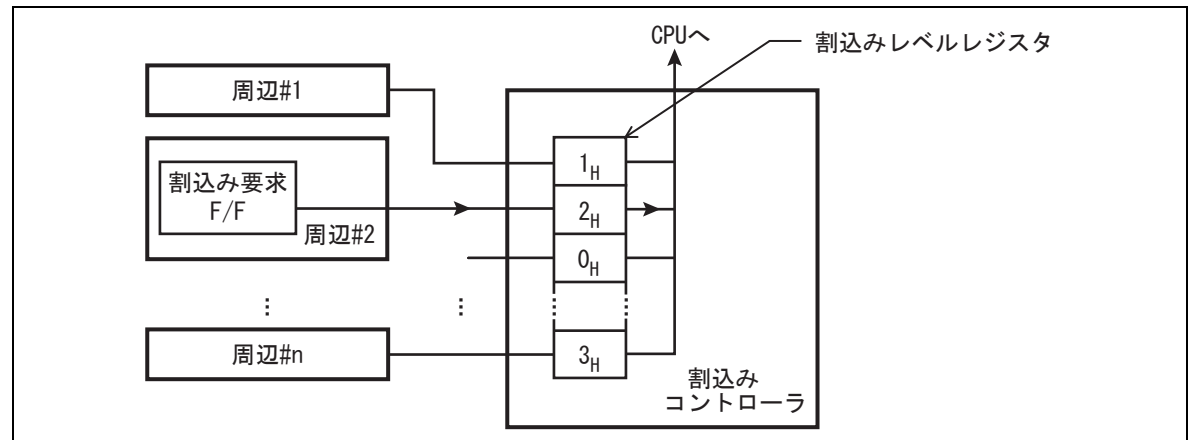 CPUへ
割込みレベルレジスタ
周辺#1
割込み要求
F/F
周辺#2
1H
2H
0H
周辺#n
3H
割込み
コントローラ